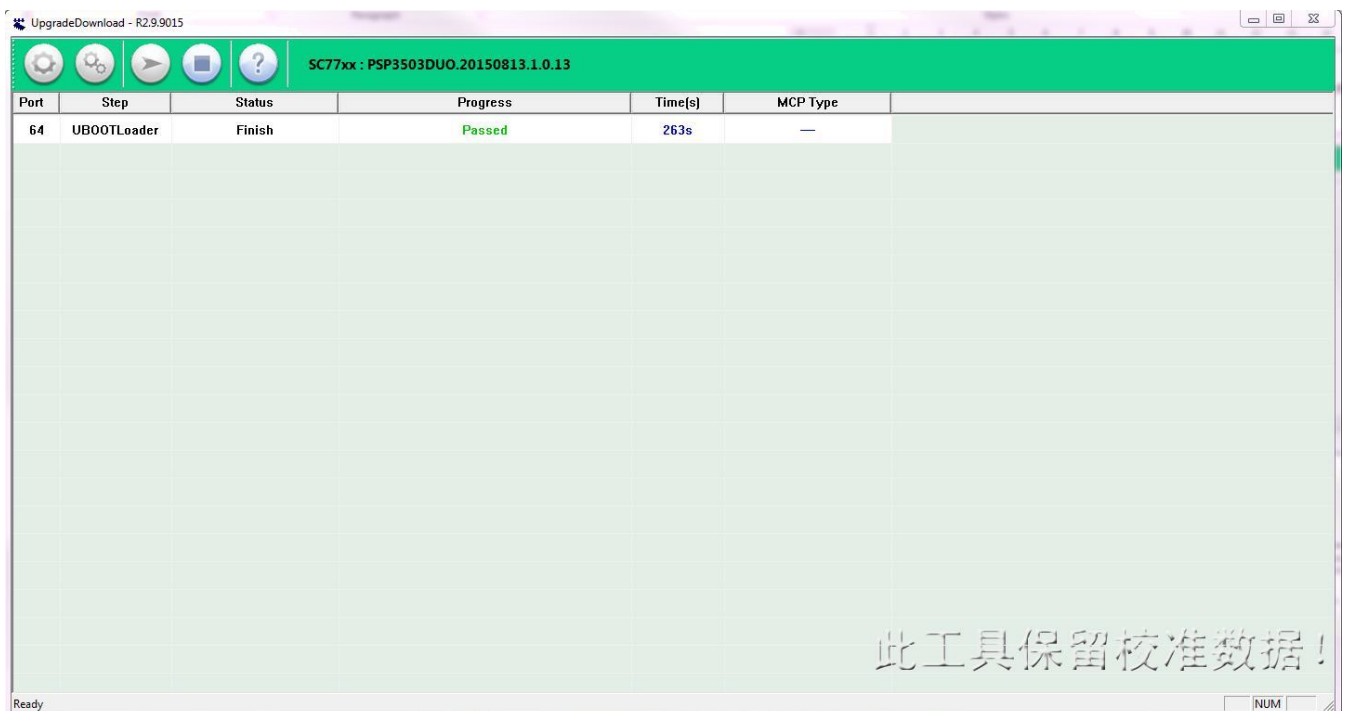 UpgradeDownload - R2.9.9015
SC77xx : PSP3503DUO.20150813.1.0.13
Port Step Status Progress Time(s) MCP Type
64 UBOOTLoader Finish Passed 263s —
此工具保留校准数据!
Ready NUM